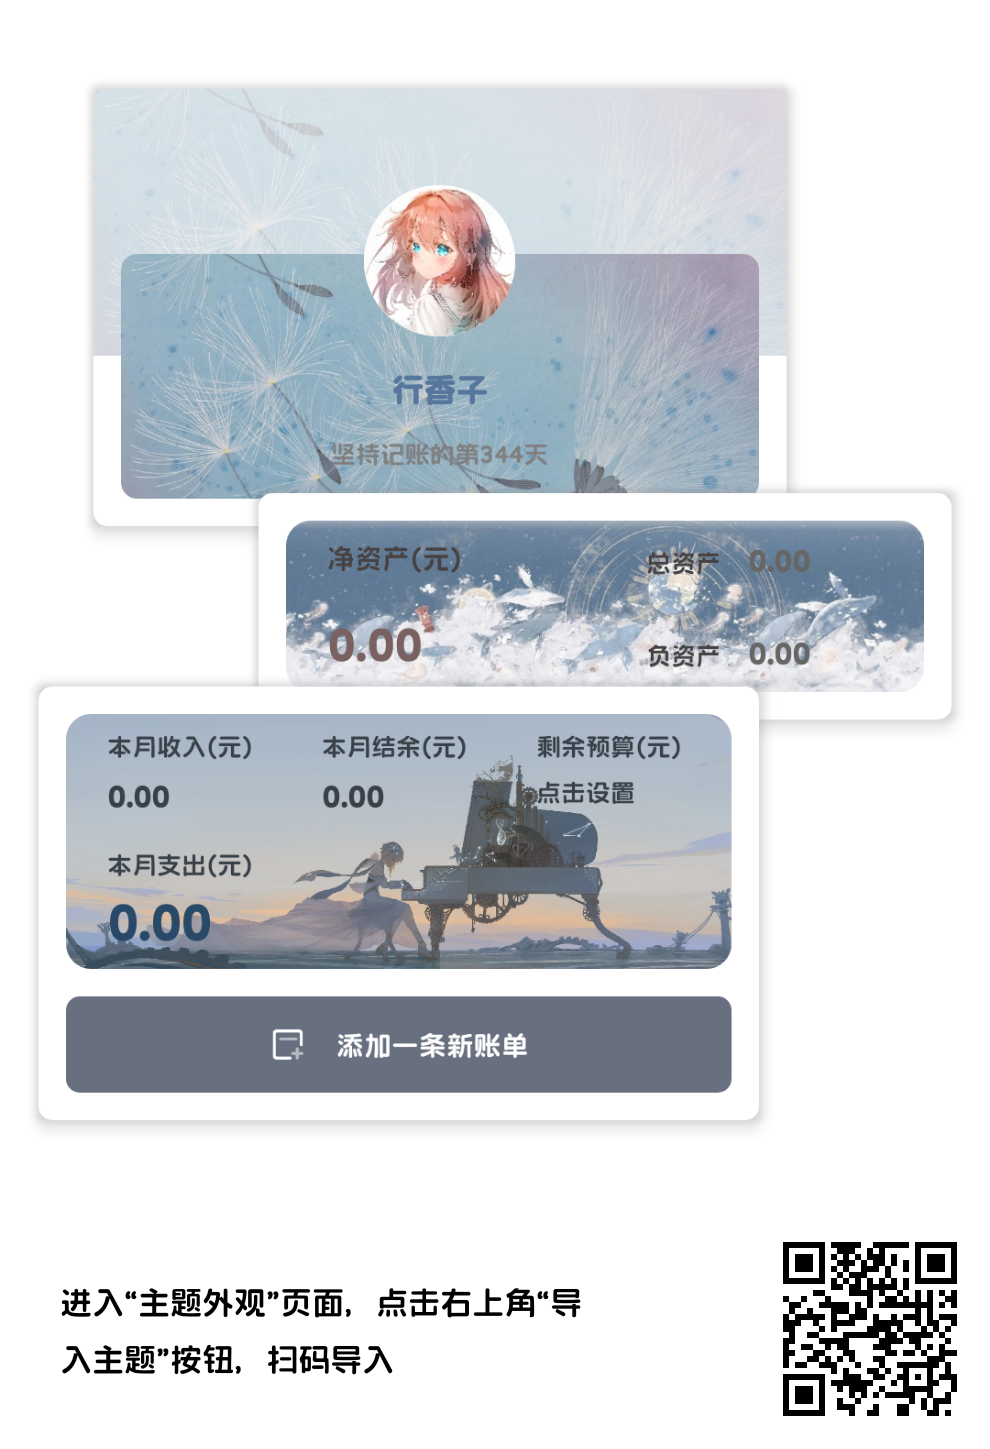 行香子
坚持记账的第344天
净资产(元)
总资产 0.00
0.00
负资产 0.00
本月收入(元) 本月结余(元) 剩余预算(元)
0.00 0.00 点击设置
本月支出(元)
0.00
添加一条新账单
进入“主题外观”页面，点击右上角“导
入主题”按钮，扫码导入